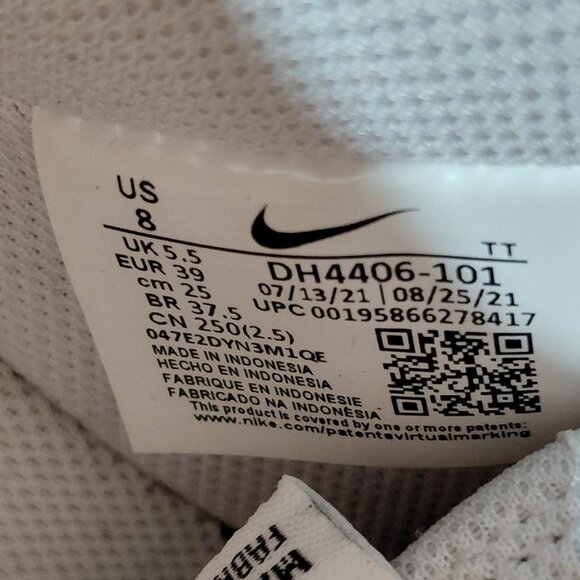 US
8
UK 5.5
EUR 39
cm 25
BR 37.5
CN 250(2.5)
047E2DYN3M1QE
TT
DH4406-101
07/13/21 | 08/25/21
UPC 00195866278417
MADE IN INDONESIA
HECHO EN INDONESIA
FABRIQUE EN INDONESIE
FABRICADO NA INDONÉSIA
This product is covered by one or more patents:
www.nike.com/patentsvirtualmarking